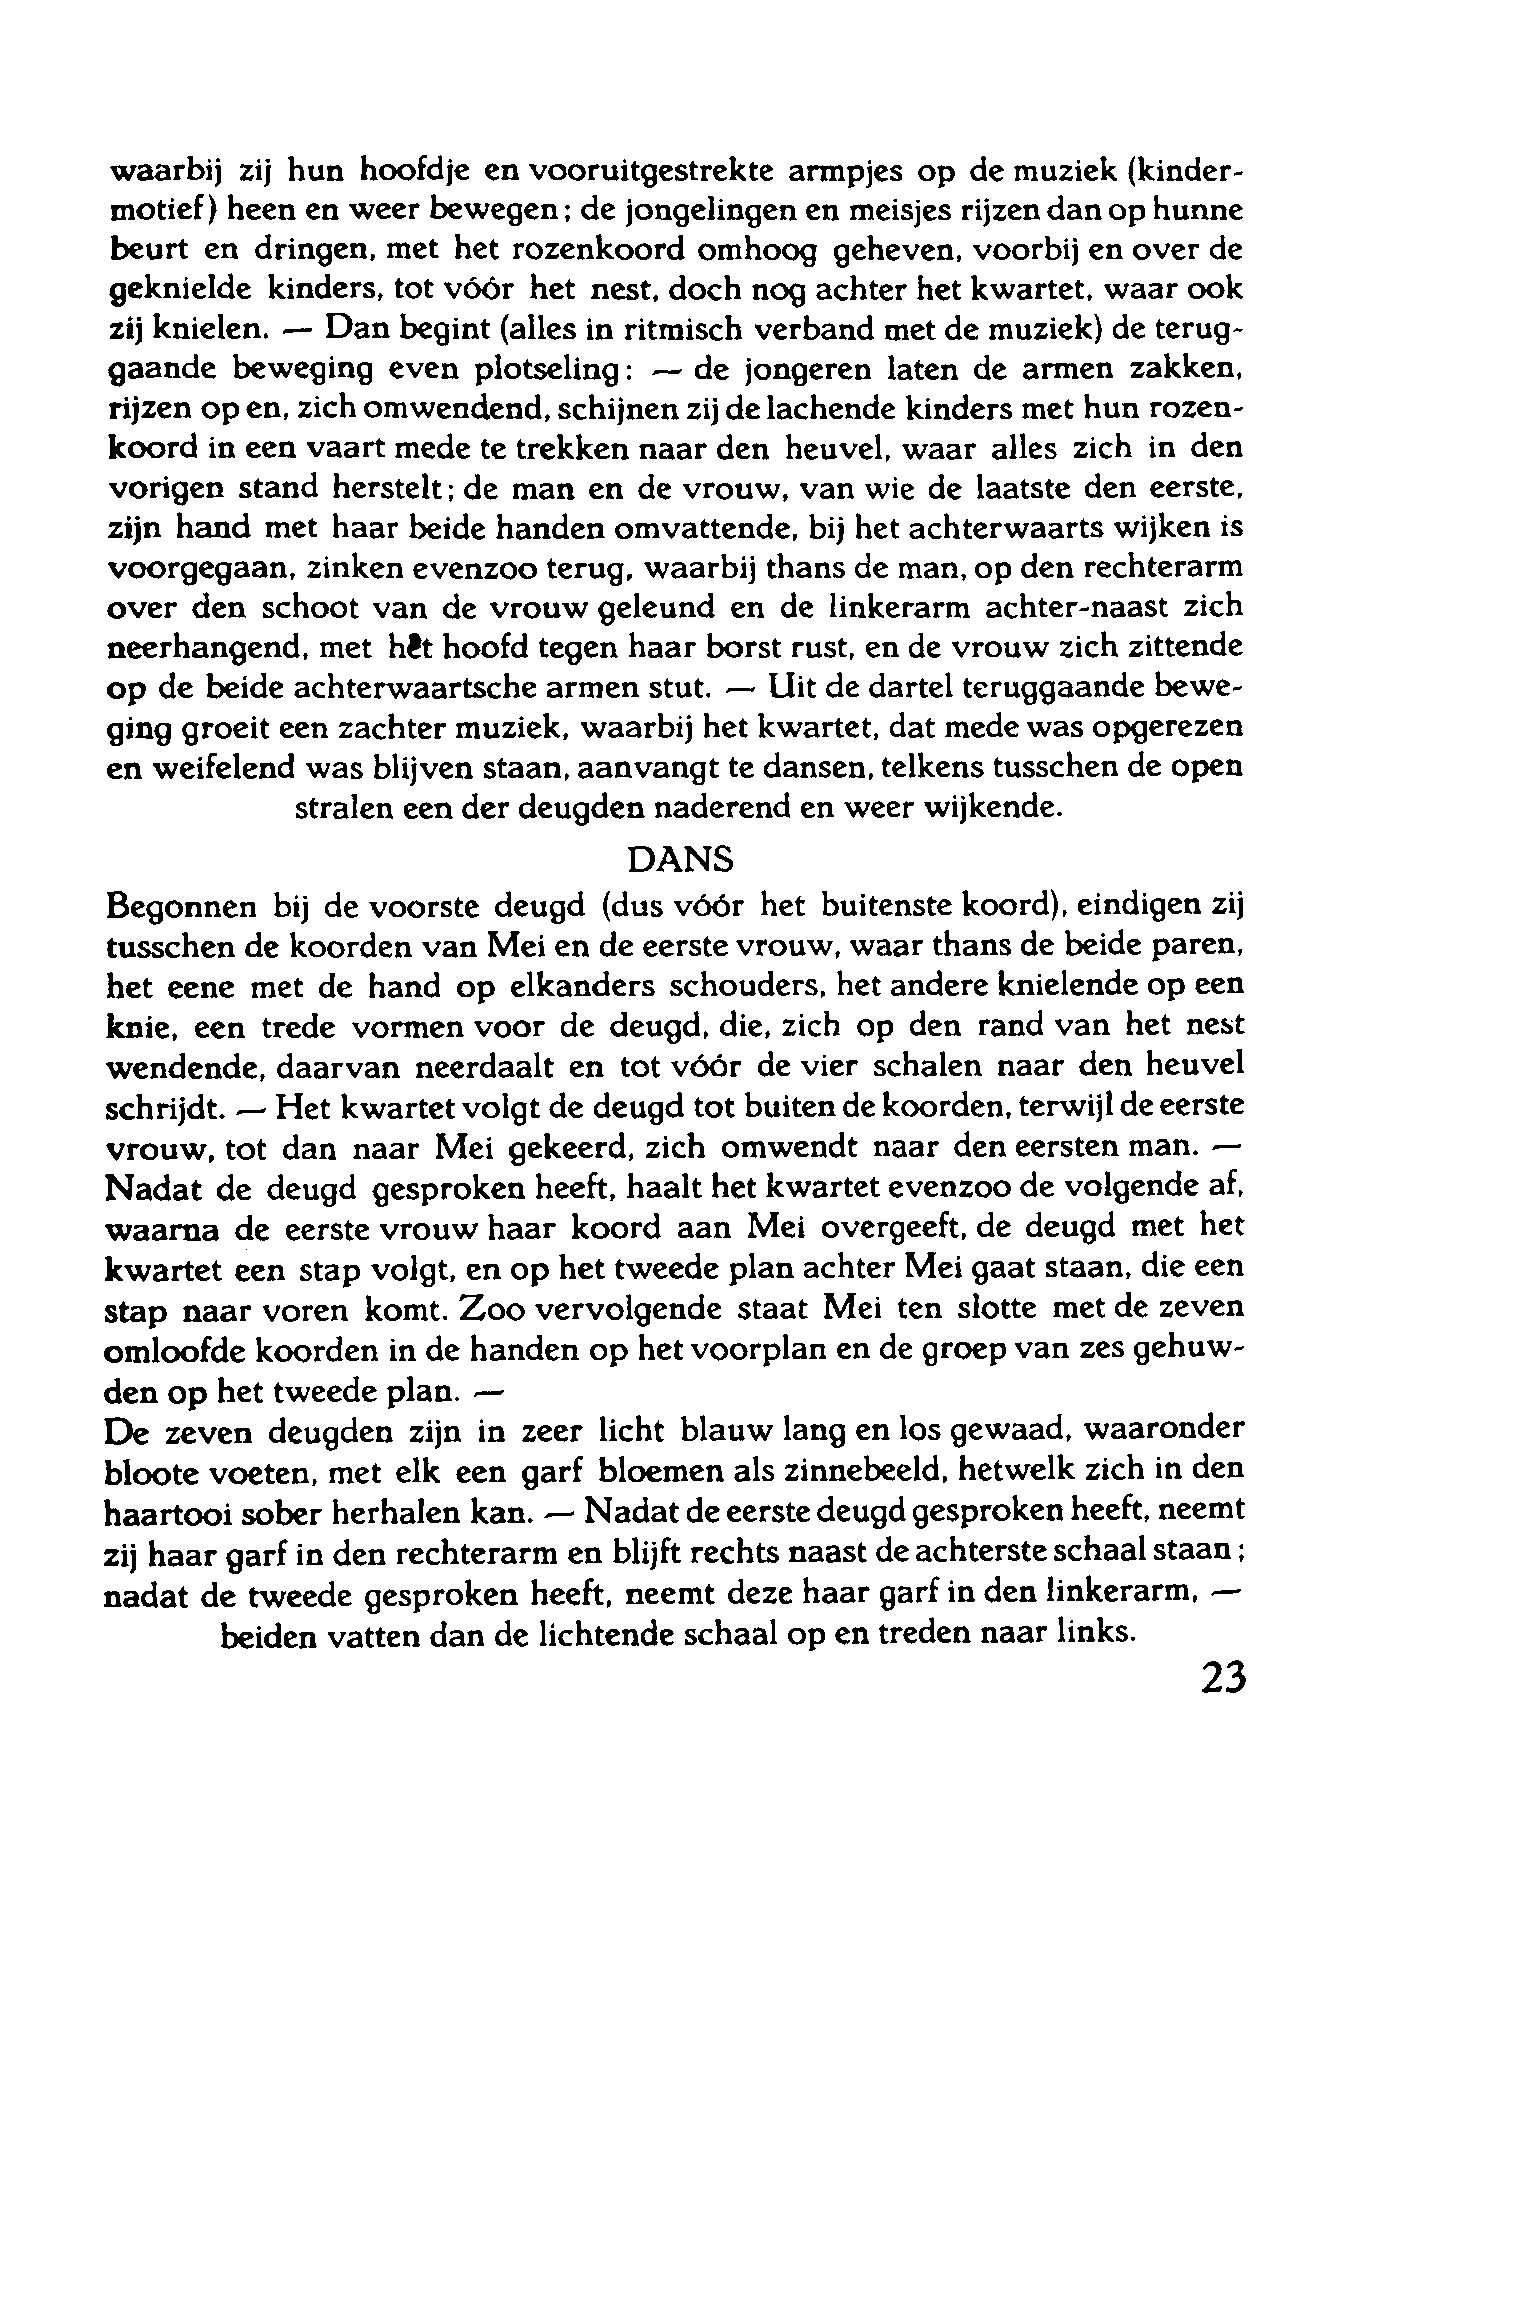 waarbij zij hun hoofdje en vooruitgestrekte armpjes op de muziek (kinder-
motief) heen en weer bewegen; de jongelingen en meisjes rijzen dan op hunne
beurt en dringen, met het rozenkoord omhoog geheven, voorbij en over de
geknielde kinders, tot vóór het nest, doch nog achter het kwartet, waar ook
zij knielen. — Dan begint (alles in ritmisch verband met de muziek) de terug-
gaande beweging even plotseling: — de jongeren laten de armen zakken,
rijzen op en, zich omwendend, schijnen zij de lachende kinders met hun rozen-
koord in een vaart mede te trekken naar den heuvel, waar alles zich in den
vorigen stand herstelt; de man en de vrouw, van wie de laatste den eerste,
zijn hand met haar beide handen omvattende, bij het achterwaarts wijken is
voorgegaan, zinken evenzoo terug, waarbij thans de man, op den rechterarm
over den schoot van de vrouw geleund en de linkerarm achter-naast zich
neerhangend, met het hoofd tegen haar borst rust, en de vrouw zich zittende
op de beide achterwaartsche armen stut. — Uit de dartel teruggaande bewe-
ging groeit een zachter muziek, waarbij het kwartet, dat mede was opgerezen
en weifelend was blijven staan, aanvangt te dansen, telkens tusschen de open
stralen een der deugden naderend en weer wijkende.
DANS
Begonnen bij de voorste deugd (dus vóór het buitenste koord), eindigen zij
tusschen de koorden van Mei en de eerste vrouw, waar thans de beide paren,
het eene met de hand op elkanders schouders, het andere knielende op een
knie, een trede vormen voor de deugd, die, zich op den rand van het nest
wendende, daarvan neerdaalt en tot vóór de vier schalen naar den heuvel
schrijdt. — Het kwartet volgt de deugd tot buiten de koorden, terwijl de eerste
vrouw, tot dan naar Mei gekeerd, zich omwendt naar den eersten man. —
Nadat de deugd gesproken heeft, haalt het kwartet evenzoo de volgende af,
waarna de eerste vrouw haar koord aan Mei overgeeft, de deugd met het
kwartet een stap volgt, en op het tweede plan achter Mei gaat staan, die een
stap naar voren komt. Zoo vervolgende staat Mei ten slotte met de zeven
omloofde koorden in de handen op het voorplan en de groep van zes gehuw-
den op het tweede plan. —
De zeven deugden zijn in zeer licht blauw lang en los gewaad, waaronder
bloote voeten, met elk een garf bloemen als zinnebeeld, hetwelk zich in den
haartooi sober herhalen kan. — Nadat de eerste deugd gesproken heeft, neemt
zij haar garf in den rechterarm en blijft rechts naast de achterste schaal staan;
nadat de tweede gesproken heeft, neemt deze haar garf in den linkerarm, —
beiden vatten dan de lichtende schaal op en treden naar links.
23